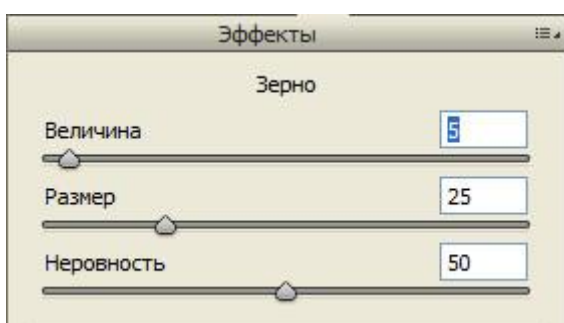 Эффекты
Зерно
Величина 5
Размер 25
Неровность 50